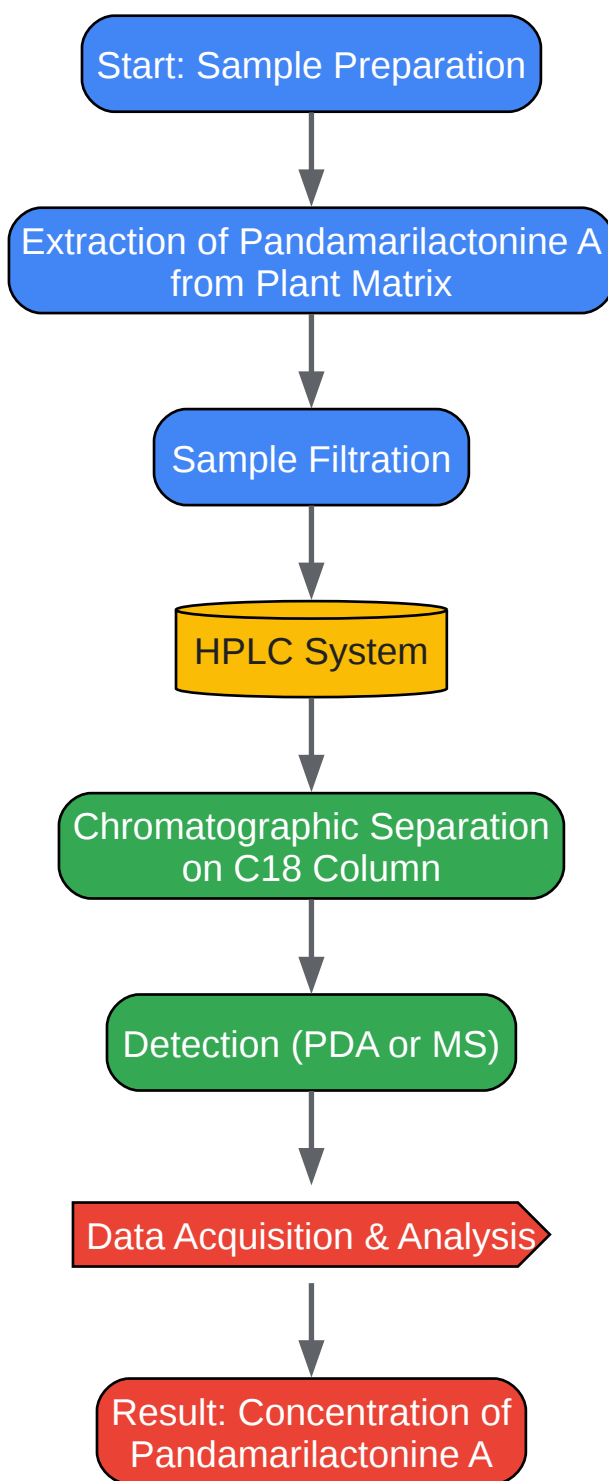 Start: Sample Preparation
Extraction of Pandamarilactonine A
from Plant Matrix
Sample Filtration
HPLC System
Chromatographic Separation
on C18 Column
Detection (PDA or MS)
Data Acquisition & Analysis
Result: Concentration of
Pandamarilactonine A